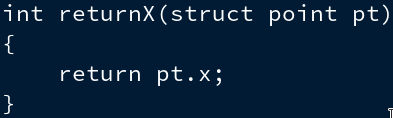 int returnX(struct point pt)
{
    return pt.x;
}